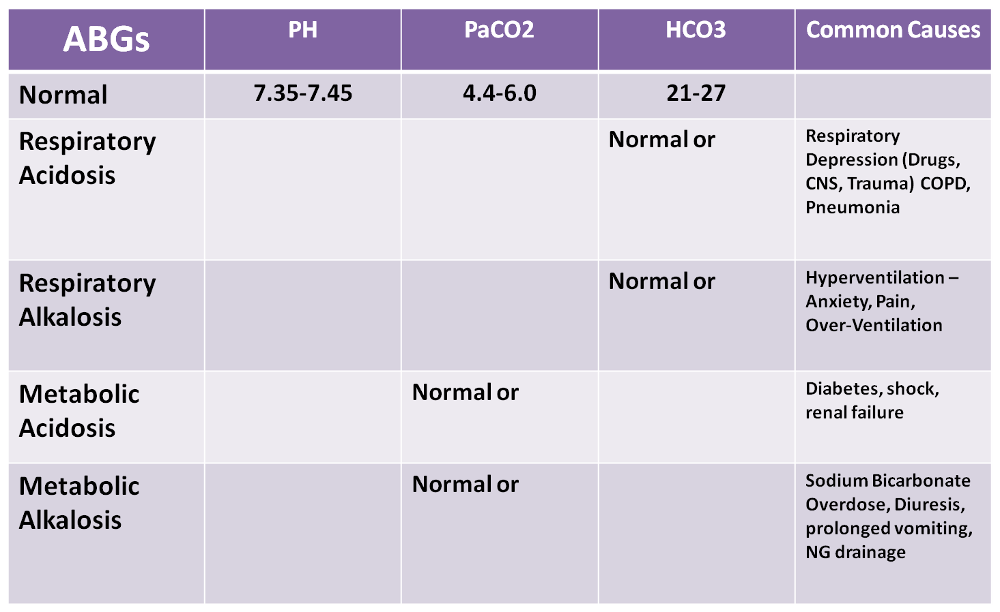 ABGs PH PaCO2 HCO3 Common Causes
Normal 7.35-7.45 4.4-6.0 21-27
Respiratory
Acidosis
Normal or
Respiratory
Depression (Drugs,
CNS, Trauma) COPD,
Pneumonia
Respiratory
Alkalosis
Normal or
Hyperventilation –
Anxiety, Pain,
Over-Ventilation
Metabolic
Acidosis
Normal or
Diabetes, shock,
renal failure
Metabolic
Alkalosis
Normal or
Sodium Bicarbonate
Overdose, Diuresis,
prolonged vomiting,
NG drainage